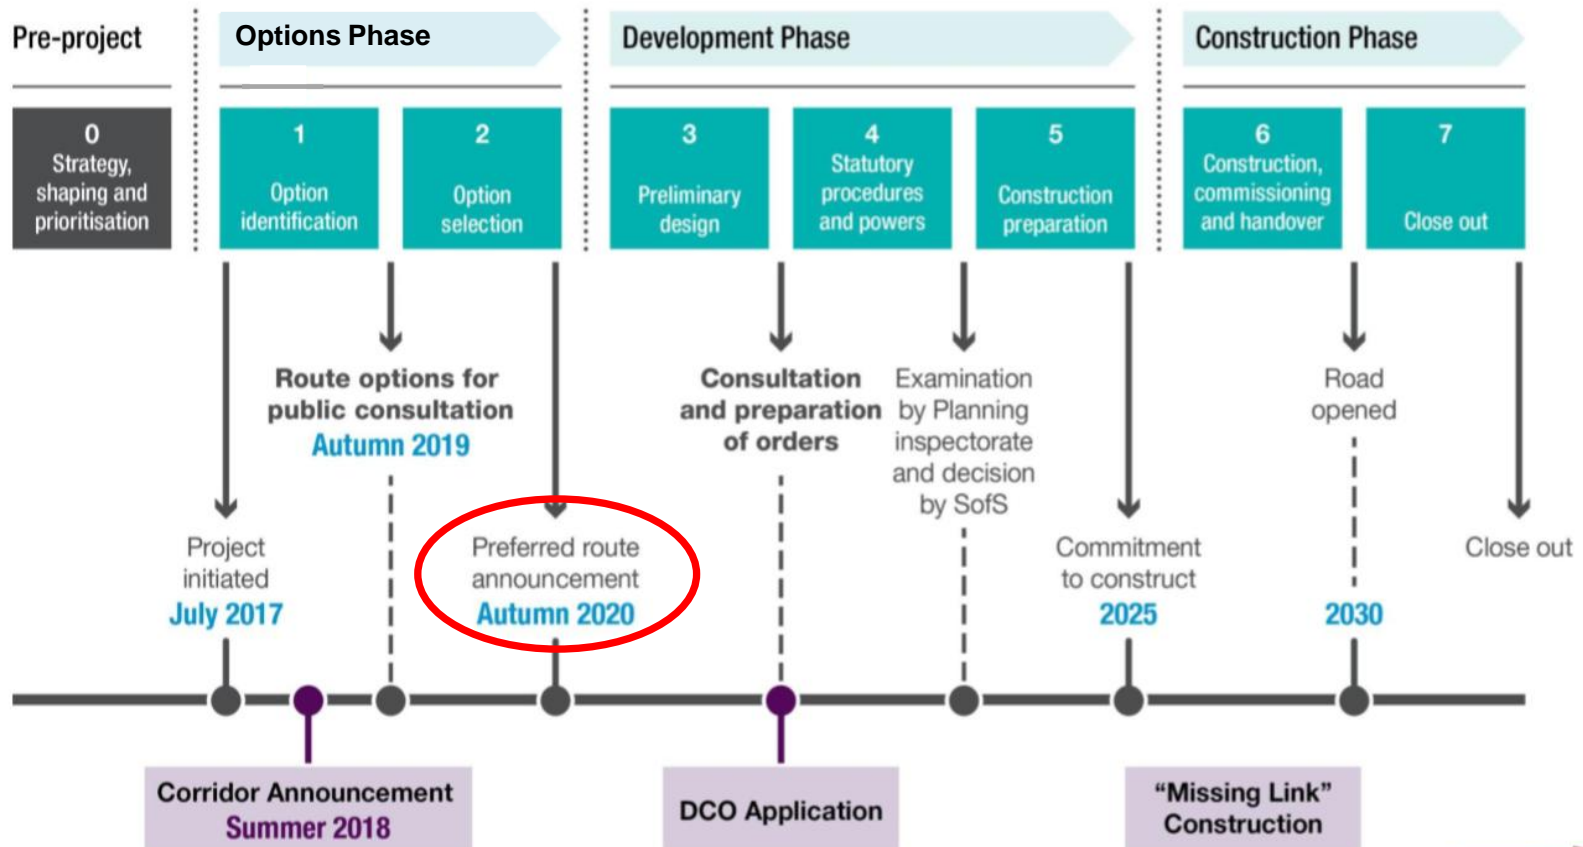 Pre-project
Options Phase
Development Phase
Construction Phase
0
Strategy,
shaping and
prioritisation
1
Option
identification
2
Option
selection
3
Preliminary
design
4
Statutory
procedures
and powers
5
Construction
preparation
6
Construction,
commissioning
and handover
7
Close out
Route options for
public consultation
Autumn 2019
Consultation
and preparation
of orders
Examination
by Planning
inspectorate
and decision
by SofS
Road
opened
Project
initiated
July 2017
Preferred route
announcement
Autumn 2020
Commitment
to construct
2025
2030
Close out
Corridor Announcement
Summer 2018
DCO Application
“Missing Link”
Construction